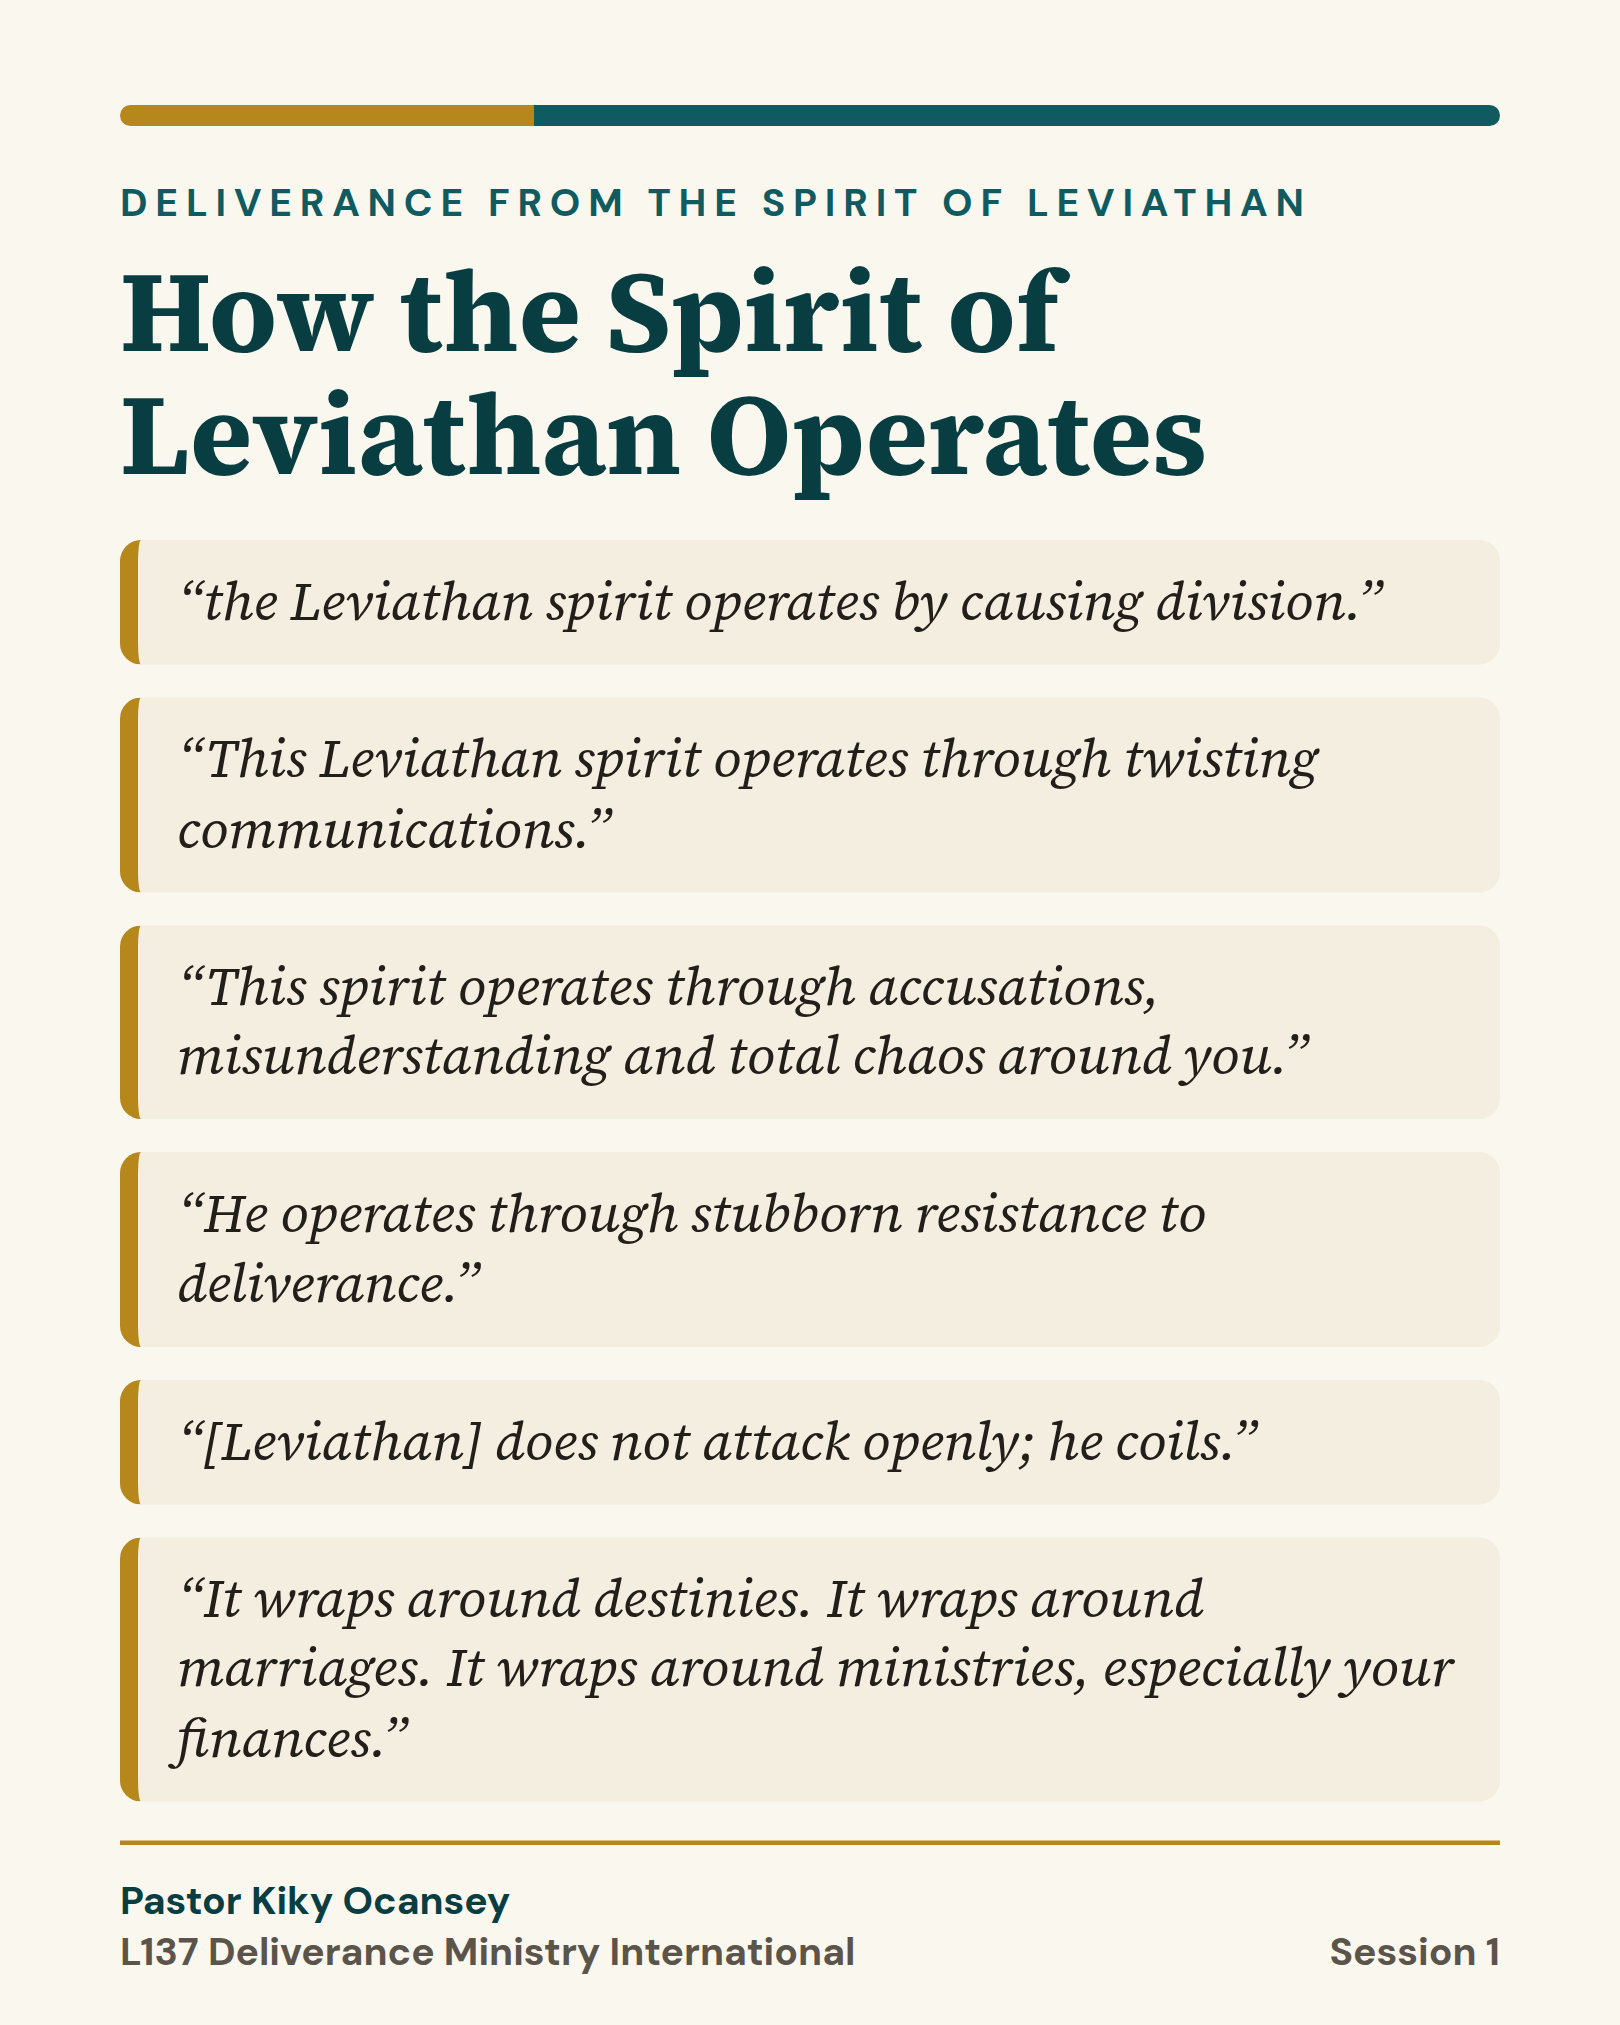 DELIVERANCE FROM THE SPIRIT OF LEVIATHAN
How the Spirit of
Leviathan Operates
“the Leviathan spirit operates by causing division.”
“This Leviathan spirit operates through twisting
communications.”
“This spirit operates through accusations,
misunderstanding and total chaos around you.”
“He operates through stubborn resistance to
deliverance.”
“[Leviathan] does not attack openly; he coils.”
“It wraps around destinies. It wraps around
marriages. It wraps around ministries, especially your
finances.”
Pastor Kiky Ocansey
L137 Deliverance Ministry International
Session 1